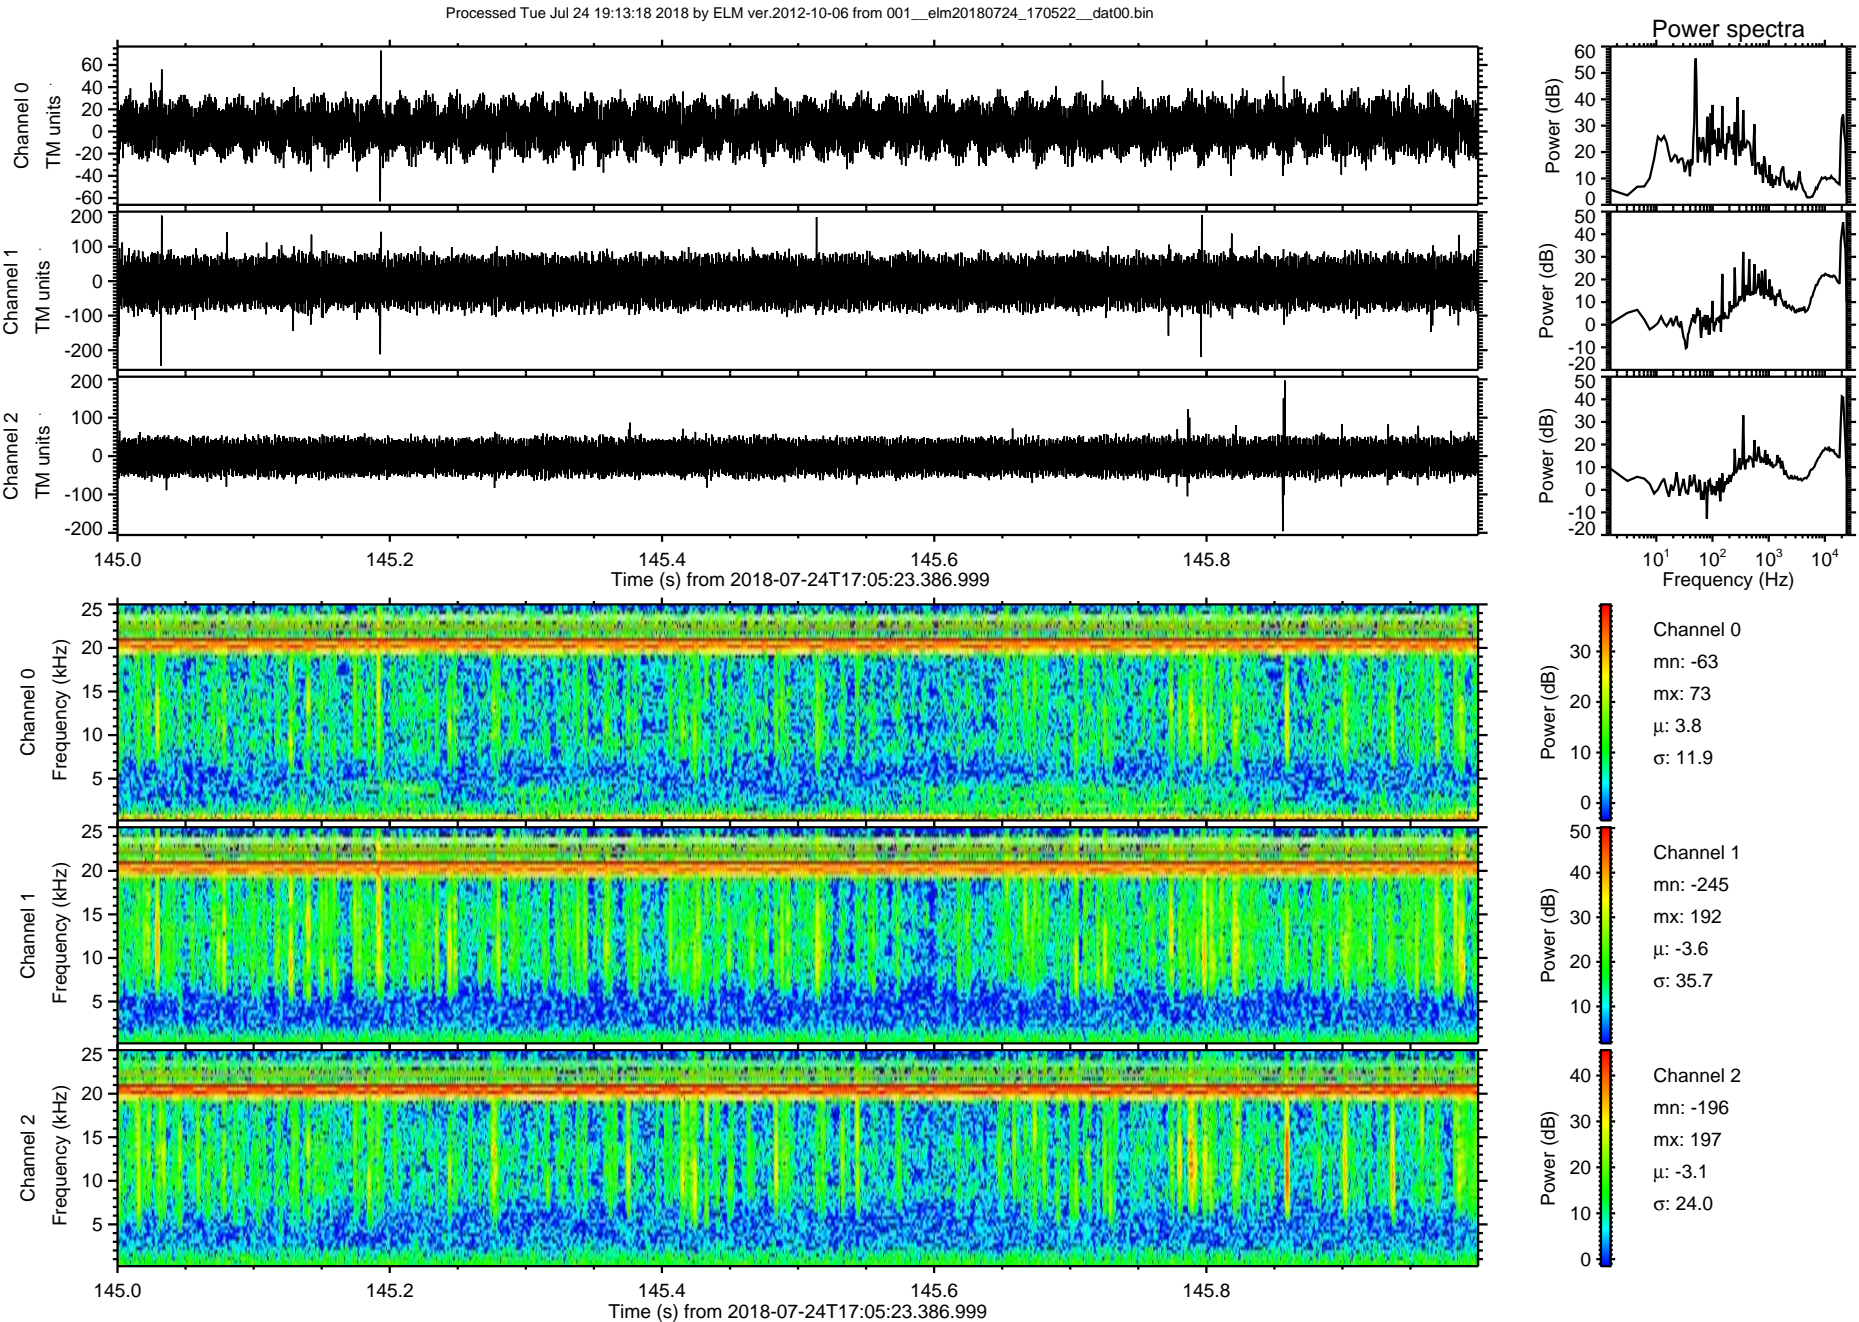 Processed Tue Jul 24 19:13:18 2018 by ELM ver.2012-10-06 from 001__elm20180724_170522__dat00.bin
Power spectra
Channel 0
TM units
60
40
20
0
-20
-40
-60
Power (dB)
60
50
40
30
20
10
0
Channel 1
TM units
200
100
0
-100
-200
Power (dB)
50
40
30
20
10
0
-10
-20
Channel 2
TM units
200
100
0
-100
-200
Power (dB)
50
40
30
20
10
0
-10
-20
145.0 145.2 145.4 145.6 145.8
Time (s) from 2018-07-24T17:05:23.386.999
10¹ 10² 10³ 10⁴
Frequency (Hz)
Channel 0
Frequency (kHz)
25
20
15
10
5
Power (dB)
30
20
10
0
Channel 0
mn: -63
mx: 73
μ: 3.8
σ: 11.9
Channel 1
Frequency (kHz)
25
20
15
10
5
Power (dB)
50
40
30
20
10
Channel 1
mn: -245
mx: 192
μ: -3.6
σ: 35.7
Channel 2
Frequency (kHz)
25
20
15
10
5
Power (dB)
40
30
20
10
0
Channel 2
mn: -196
mx: 197
μ: -3.1
σ: 24.0
145.0 145.2 145.4 145.6 145.8
Time (s) from 2018-07-24T17:05:23.386.999